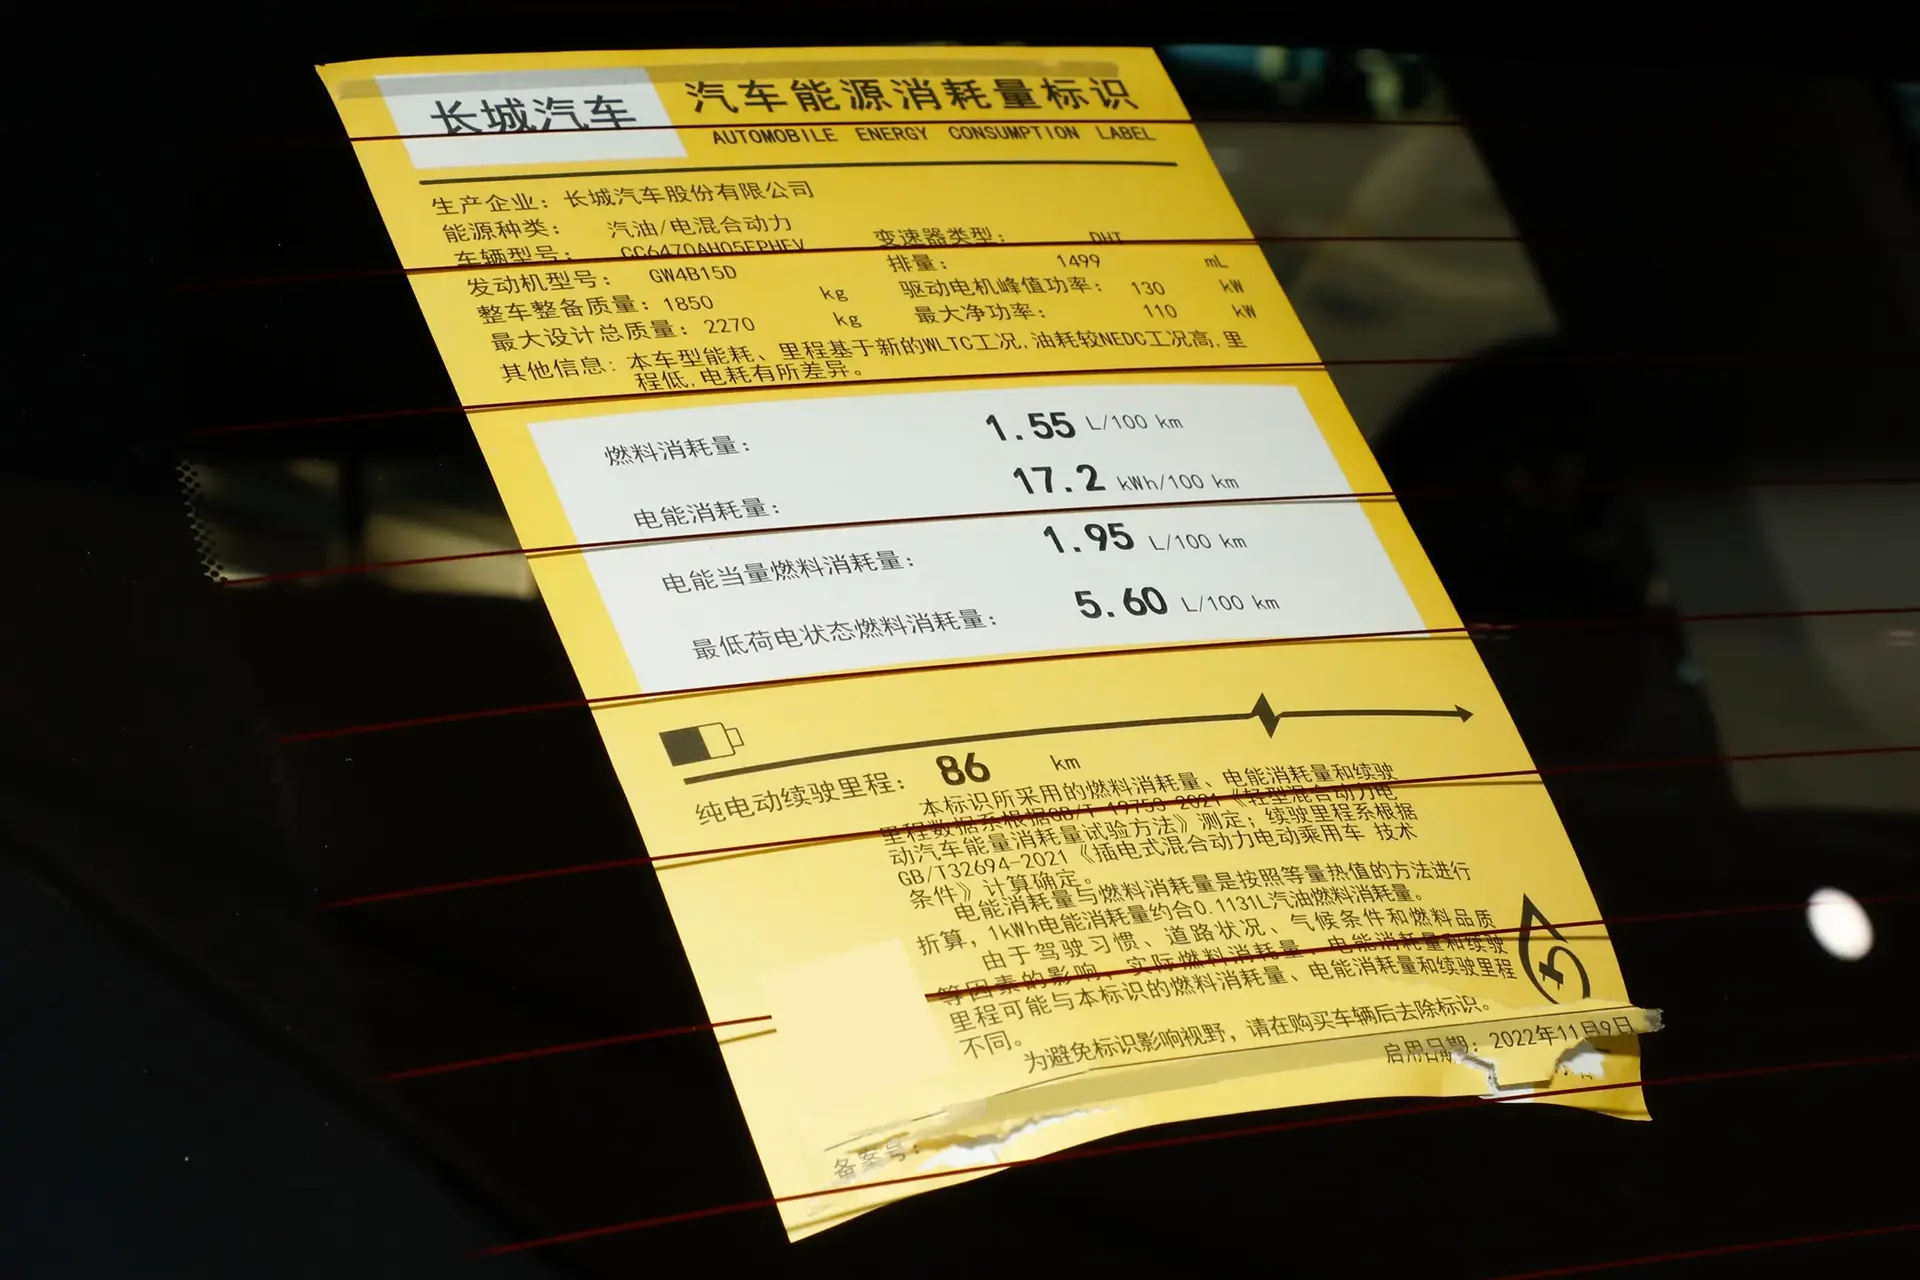 长城汽车
汽车能源消耗量标识
AUTOMOBILE ENERGY CONSUMPTION LABEL
生产企业：长城汽车股份有限公司
能源种类： 汽油/电混合动力
车辆型号： CC6470AH05EPHEV 变速器类型： DHT
发动机型号： GW4B15D 排量： 1499 mL
整车整备质量：1850 kg 驱动电机峰值功率： 130 kW
最大设计总质量： 2270 kg 最大净功率： 110 kW
其他信息：本车型能耗、里程基于新的WLTC工况,油耗较NEDC工况高,里
程低,电耗有所差异。
燃料消耗量： 1.55 L/100 km
电能消耗量： 17.2 kWh/100 km
电能当量燃料消耗量： 1.95 L/100 km
最低荷电状态燃料消耗量： 5.60 L/100 km
纯电动续驶里程： 86 km
本标识所采用的燃料消耗量、电能消耗量和续驶
里程数据系根据GB/T 19753-2021《轻型混合动力电
动汽车能量消耗量试验方法》测定；续驶里程系根据
GB/T32694-2021《插电式混合动力电动乘用车 技术
条件》计算确定。
电能消耗量与燃料消耗量是按照等量热值的方法进行
折算，1kWh电能消耗量约合0.1131L汽油燃料消耗量。
由于驾驶习惯、道路状况、气候条件和燃料品质
等因素的影响，实际燃料消耗量、电能消耗量和续驶
里程可能与本标识的燃料消耗量、电能消耗量和续驶里程
不同。
为避免标识影响视野，请在购买车辆后去除标识。
启用日期：2022年11月9日
备案号：